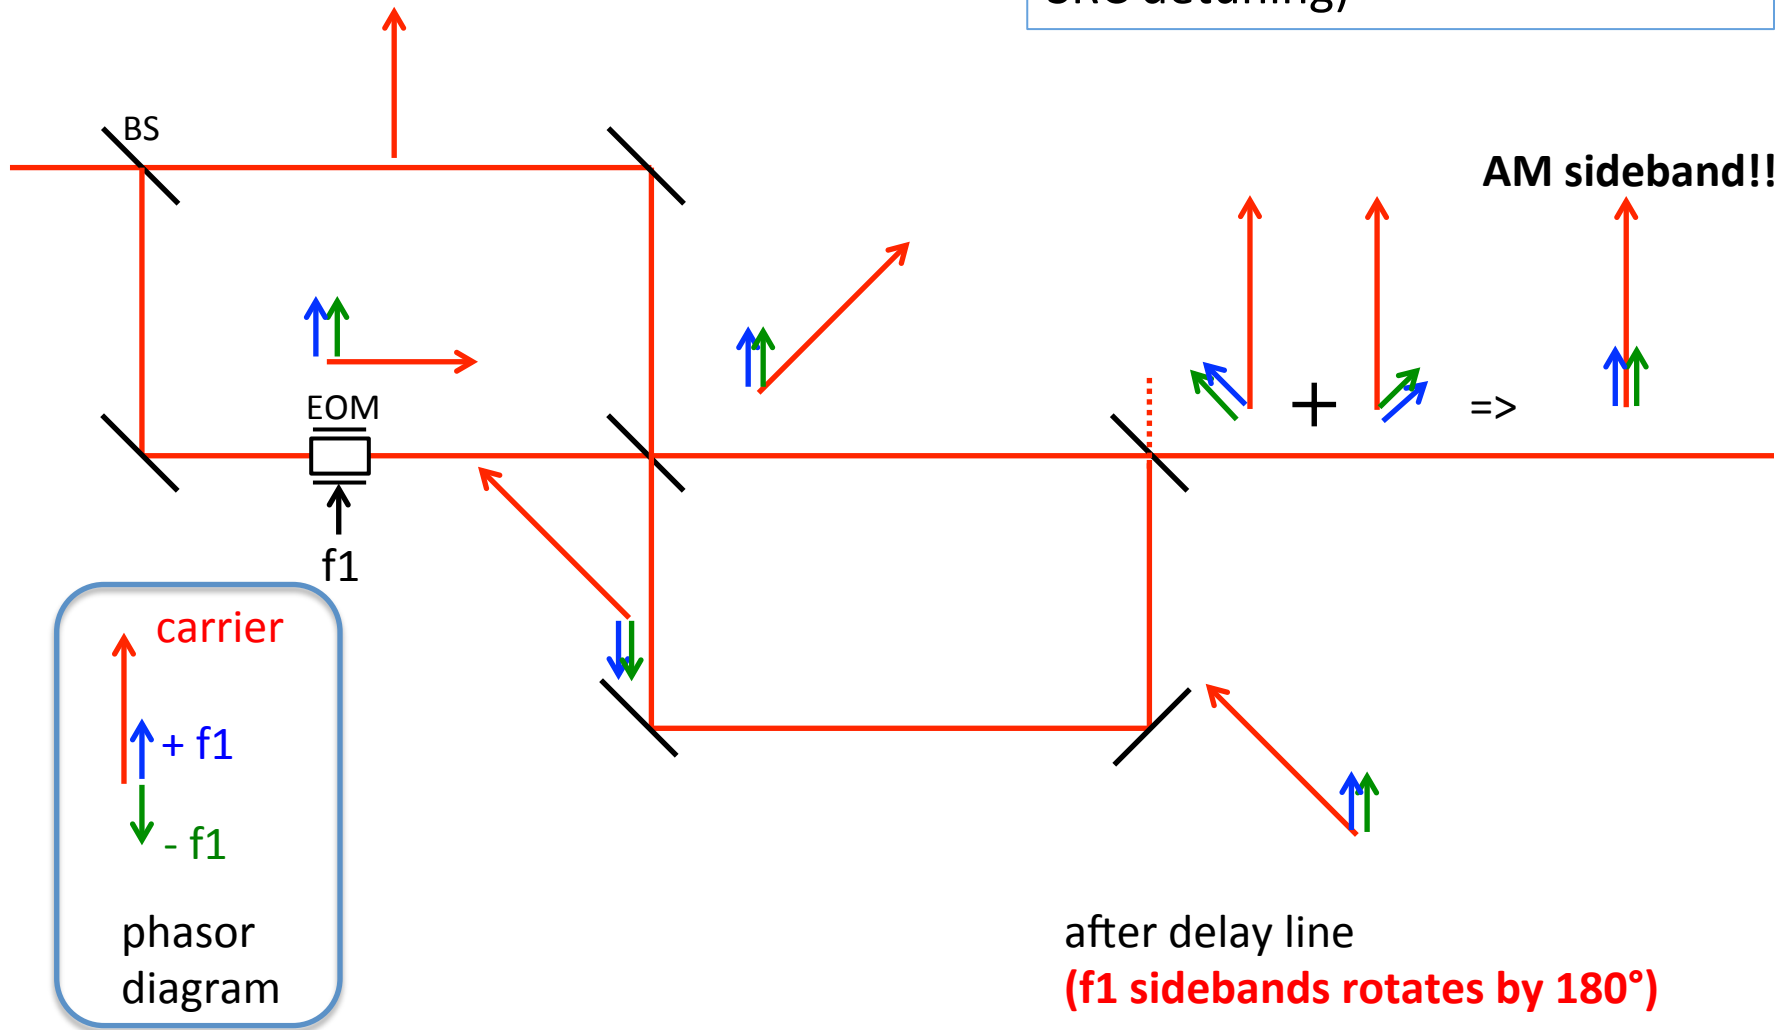 BS
AM sideband!!
EOM
+
=>
f1
carrier
+ f1
- f1
phasor
diagram
after delay line
(f1 sidebands rotates by 180°)